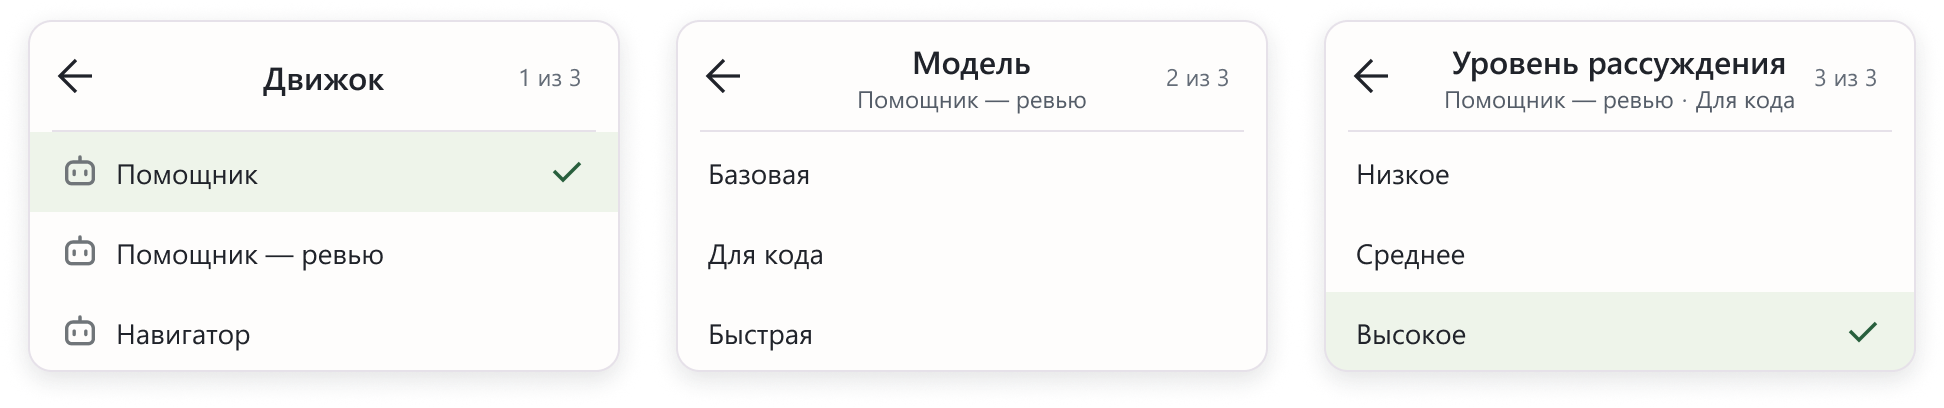 Движок
1 из 3
Помощник
Помощник — ревью
Навигатор
Модель
Помощник — ревью
2 из 3
Базовая
Для кода
Быстрая
Уровень рассуждения
Помощник — ревью · Для кода
3 из 3
Низкое
Среднее
Высокое